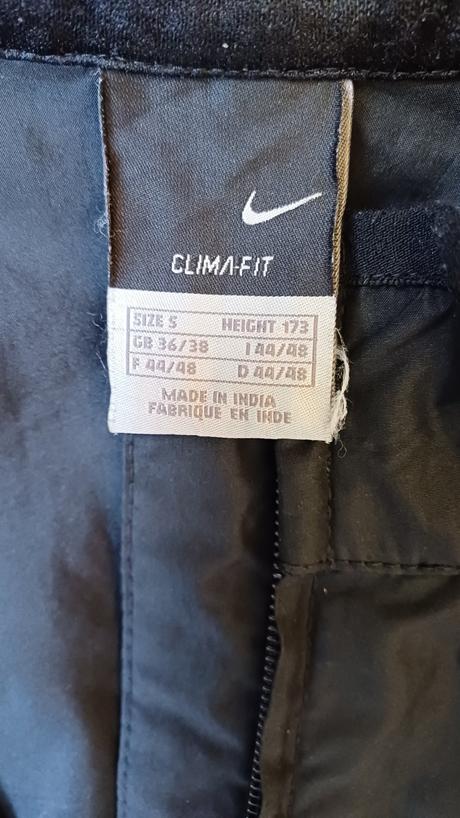 CLIMA-FIT
SIZE S HEIGHT 173
GB 36/38 I 44/48
F 44/48 D 44/48
MADE IN INDIA
FABRIQUE EN INDE